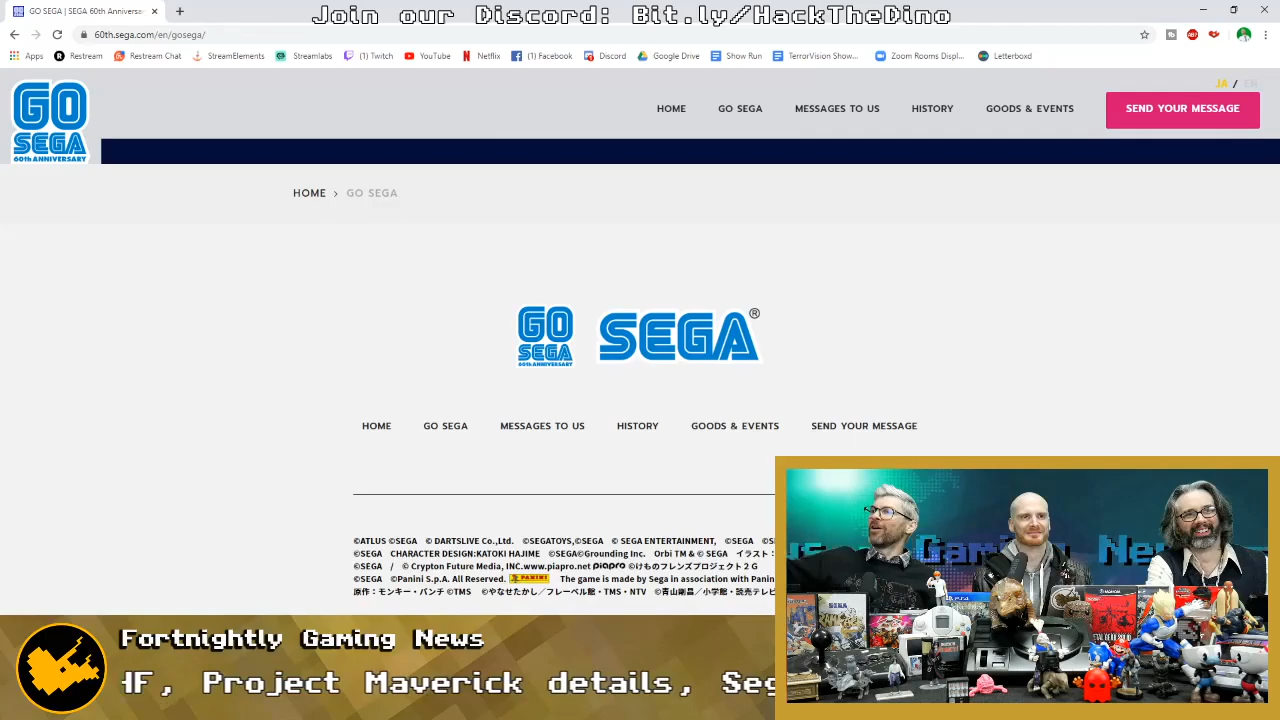 Join our Discord: Bit.ly/HackTheDino
GO SEGA | SEGA 60th Anniversa
60th.sega.com/en/gosega/
Apps Restream Restream Chat StreamElements Streamlabs (1) Twitch YouTube Netflix (1) Facebook Discord Google Drive Show Run TerrorVision Show... Zoom Rooms Displ... Letterboxd
JA / EN
GO
SEGA
60th ANNIVERSARY
HOME GO SEGA MESSAGES TO US HISTORY GOODS & EVENTS SEND YOUR MESSAGE
HOME > GO SEGA
GO
SEGA
60th ANNIVERSARY
SEGA®
HOME GO SEGA MESSAGES TO US HISTORY GOODS & EVENTS SEND YOUR MESSAGE
©ATLUS ©SEGA © DARTSLIVE Co.,Ltd. ©SEGATOYS,©SEGA © SEGA ENTERTAINMENT, ©SEGA ©S
©SEGA CHARACTER DESIGN:KATOKI HAJIME ©SEGA©Grounding Inc. Orbi TM & © SEGA イラスト：
©SEGA / © Crypton Future Media, INC.www.piapro.net piapro ©けものフレンズプロジェクト２Ｇ
©SEGA ©Panini S.p.A. All Reserved. PANINI The game is made by Sega in association with Panin
原作：モンキー・パンチ ©TMS ©やなせたかし／フレーベル館・TMS・NTV ©青山剛昌／小学館・読売テレビ
Gaming Ne
Fortnightly Gaming News
HF, Project Maverick details, Seg